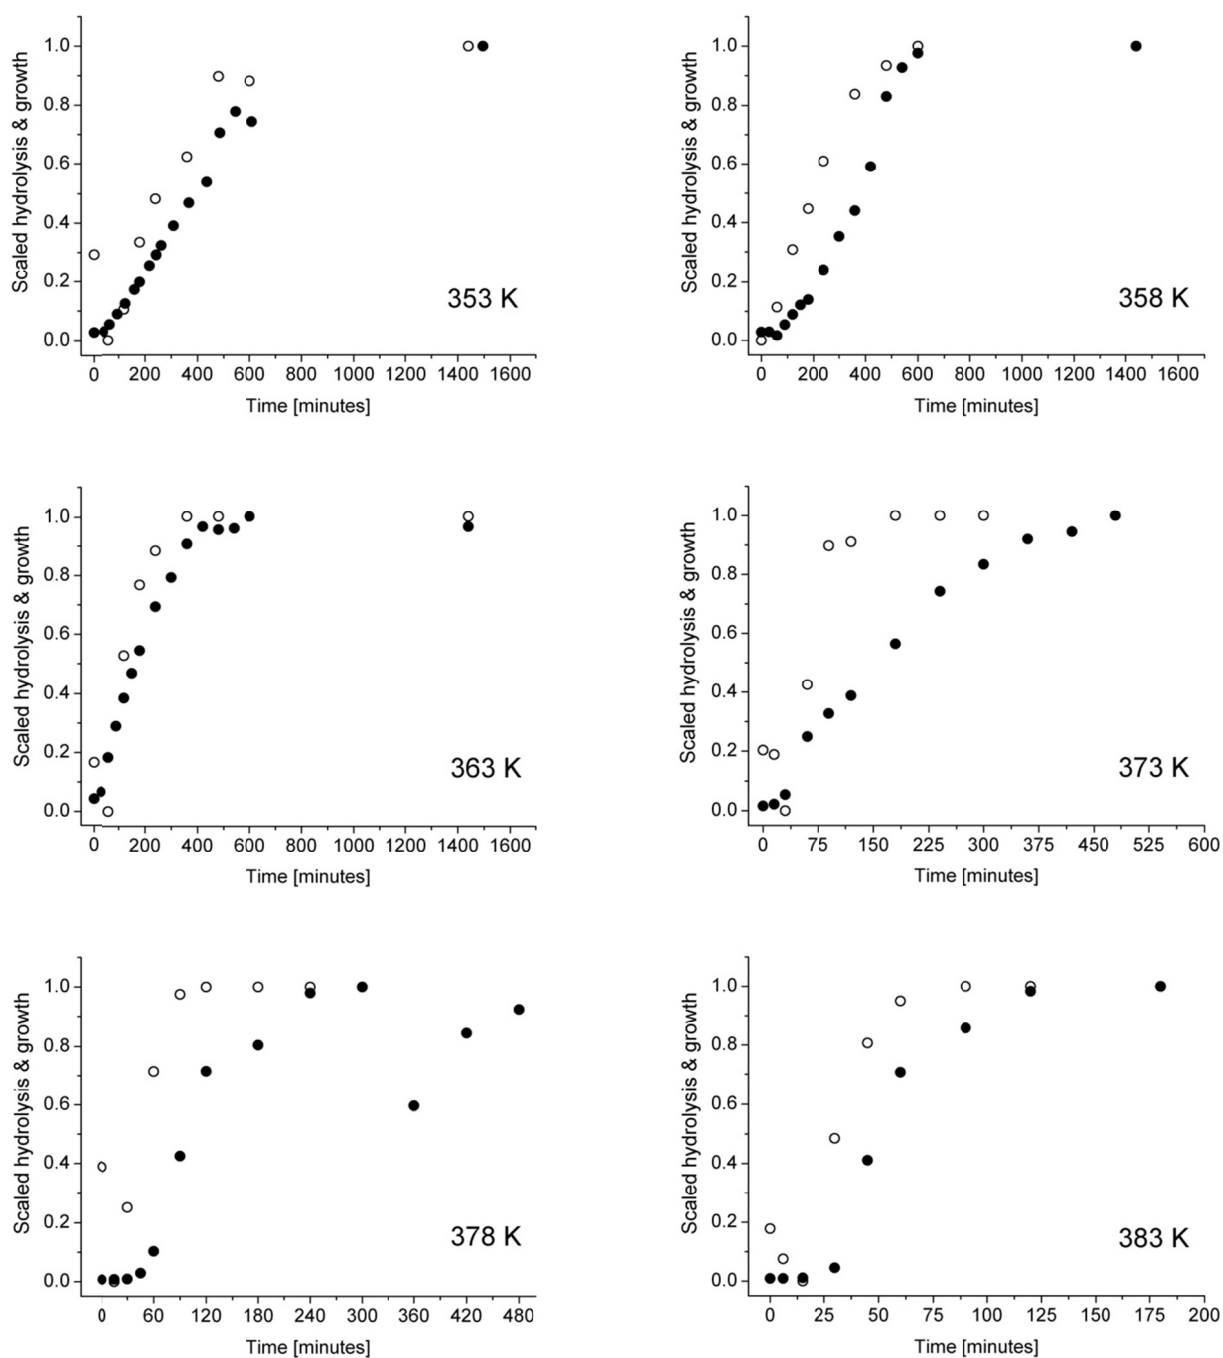 Scaled hydrolysis & growth
1.0
0.8
0.6
0.4
0.2
0.0
353 K
0 200 400 600 800 1000 1200 1400 1600
Time [minutes]
Scaled hydrolysis & growth
1.0
0.8
0.6
0.4
0.2
0.0
358 K
0 200 400 600 800 1000 1200 1400 1600
Time [minutes]
Scaled hydrolysis & growth
1.0
0.8
0.6
0.4
0.2
0.0
363 K
0 200 400 600 800 1000 1200 1400 1600
Time [minutes]
Scaled hydrolysis & growth
1.0
0.8
0.6
0.4
0.2
0.0
373 K
0 75 150 225 300 375 450 525 600
Time [minutes]
Scaled hydrolysis & growth
1.0
0.8
0.6
0.4
0.2
0.0
378 K
0 60 120 180 240 300 360 420 480
Time [minutes]
Scaled hydrolysis & growth
1.0
0.8
0.6
0.4
0.2
0.0
383 K
0 25 50 75 100 125 150 175 200
Time [minutes]